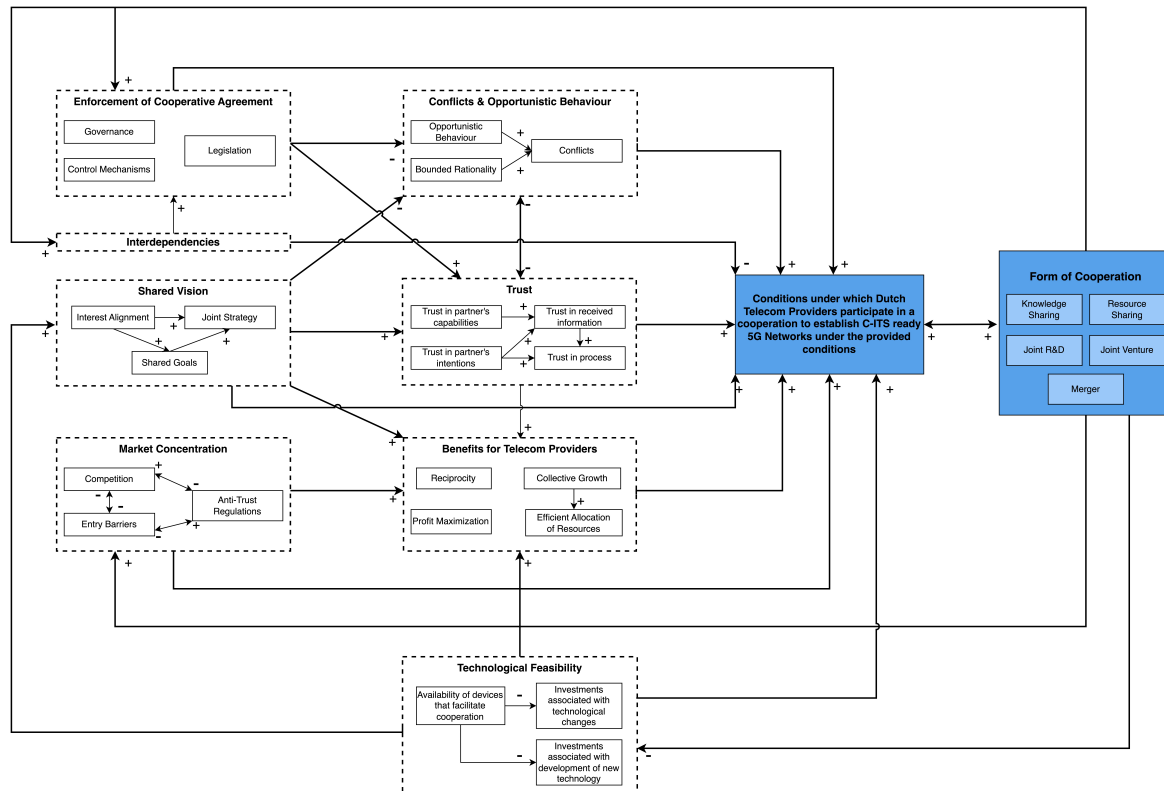 Enforcement of Cooperative Agreement
Governance
Legislation
Control Mechanisms
Conflicts & Opportunistic Behaviour
Opportunistic
Behaviour
Conflicts
Bounded Rationality
Interdependencies
Shared Vision
Interest Alignment
Joint Strategy
Shared Goals
Trust
Trust in partner's
capabilities
Trust in received
information
Trust in partner's
intentions
Trust in process
Conditions under which Dutch
Telecom Providers participate in a
cooperation to establish C-ITS ready
5G Networks under the provided
conditions
Form of Cooperation
Knowledge
Sharing
Resource
Sharing
Joint R&D
Joint Venture
Merger
Market Concentration
Competition
Anti-Trust
Regulations
Entry Barriers
Benefits for Telecom Providers
Reciprocity
Collective Growth
Profit Maximization
Efficient Allocation
of Resources
Technological Feasibility
Availability of devices
that facilitate
cooperation
Investments
associated with
technological
changes
Investments
associated with
development of new
technology